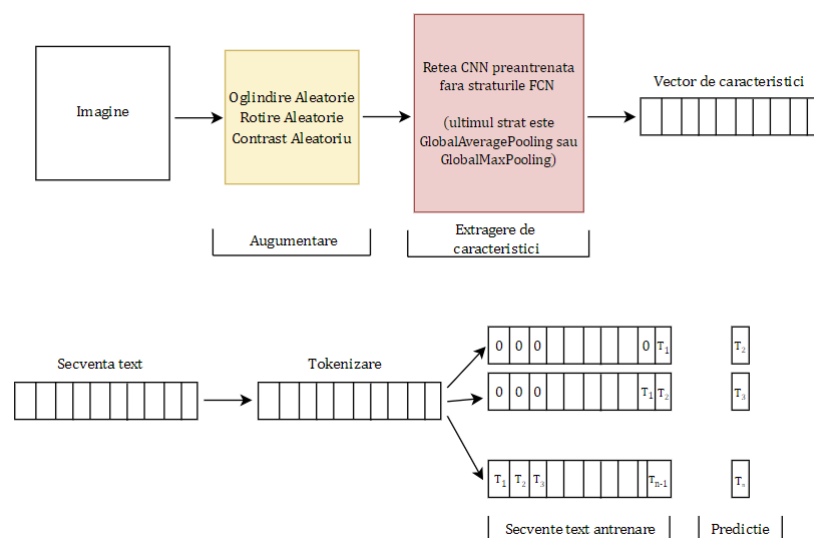 Imagine
Oglindire Aleatorie
Rotire Aleatorie
Contrast Aleatoriu
Retea CNN preantrenata
fara straturile FCN
(ultimul strat este
GlobalAveragePooling sau
GlobalMaxPooling)
Vector de caracteristici
Augmentare
Extragere de
caracteristici
Secventa text
Tokenizare
0 0 0 0 T1
T2
0 0 0 T1 T2
T3
T1 T2 T3 Tn-1
Tn
Secvente text antrenare
Predictie